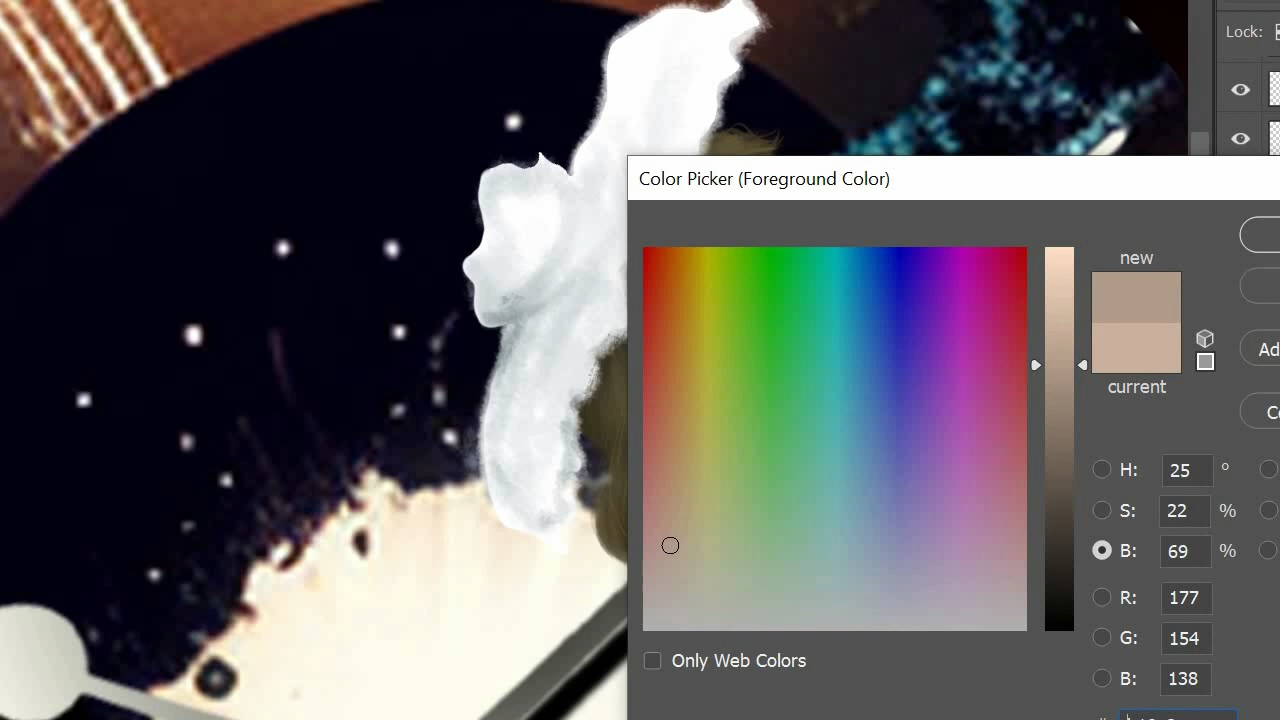 Lock:
Color Picker (Foreground Color)
new
current
Ad
H: 25 °
S: 22 %
B: 69 %
R: 177
G: 154
B: 138
Only Web Colors